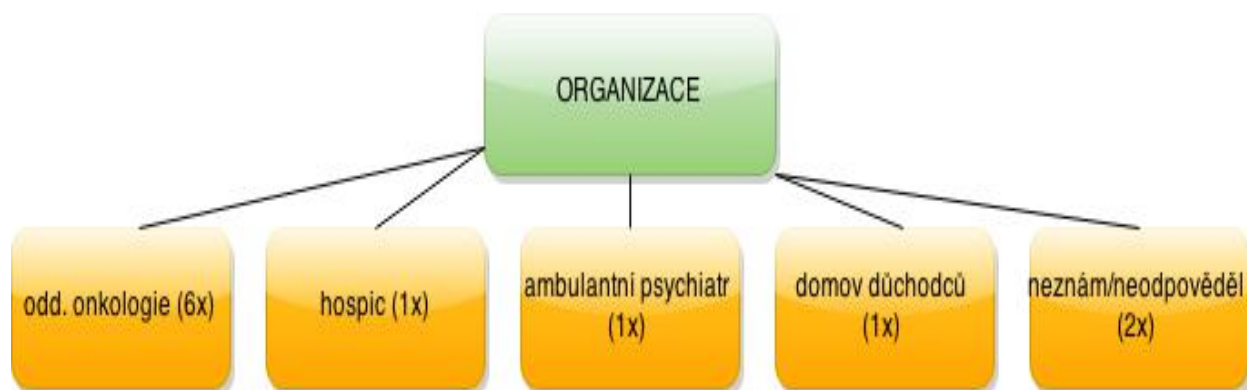 ORGANIZACE
odd. onkologie (6x)
hospic (1x)
ambulantní psychiatr
(1x)
domov důchodců
(1x)
neznám/neodpověděl
(2x)